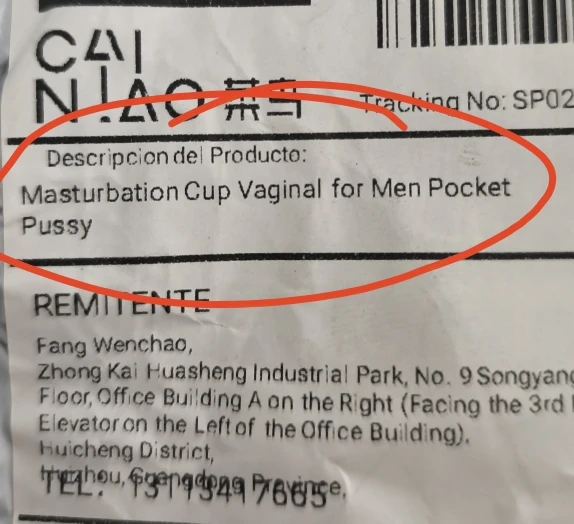 CAI
NIAO 菜鸟
Tracking No: SP02
Descripcion del Producto:
Masturbation Cup Vaginal for Men Pocket
Pussy
REMITENTE
Fang Wenchao,
Zhong Kai Huasheng Industrial Park, No. 9 Songyang
Floor, Office Building A on the Right (Facing the 3rd
Elevator on the Left of the Office Building),
Huicheng District,
Huizhou, Guangdong Province,
TEL: 13113417665